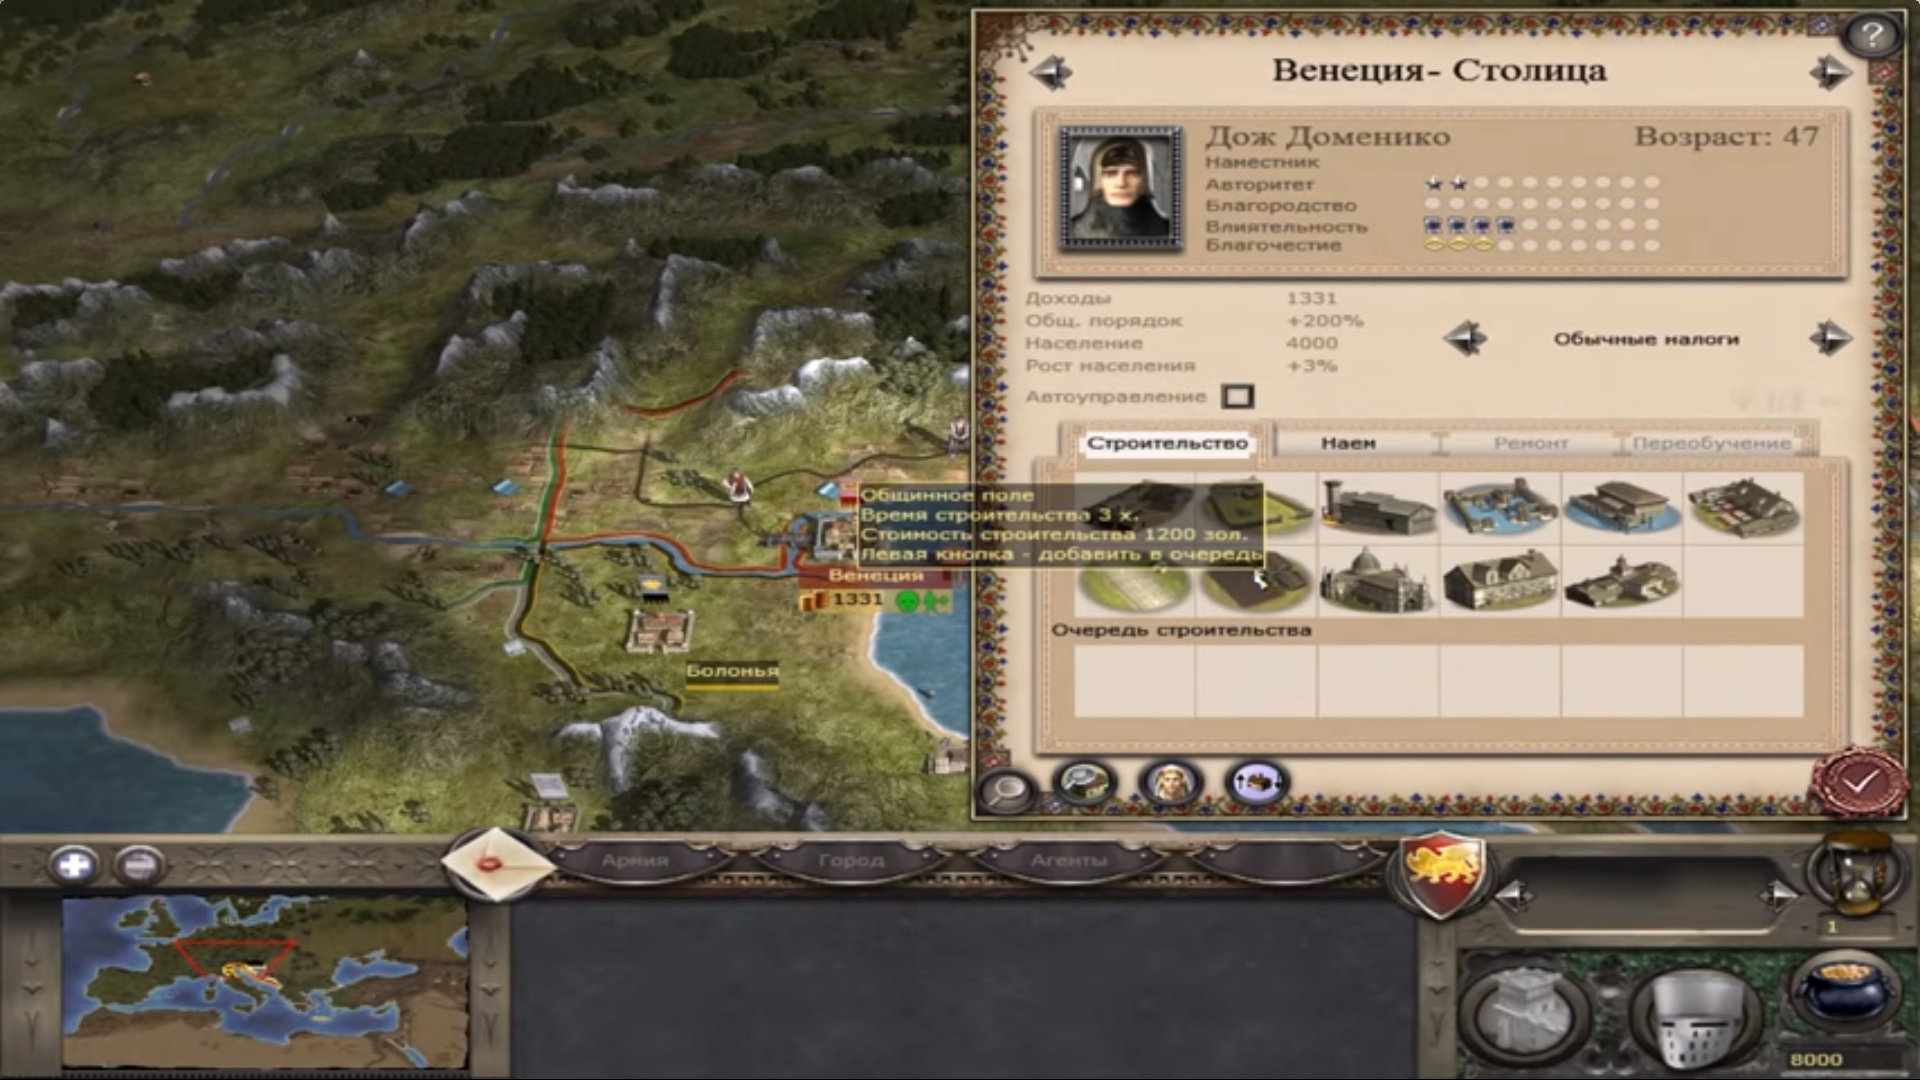 ?
Венеция- Столица
Дож Доменико
Возраст: 47
Наместник
Авторитет
Благородство
Влиятельность
Благочестие
Доходы 1331
Общ. порядок +200%
Население 4000
Рост населения +3%
Обычные налоги
Автоуправление
Строительство
Наем
Ремонт
Переобучение
Общинное поле
Время строительства 3 х.
Стоимость строительства 1200 зол.
Левая кнопка - добавить в очередь
Венеция
1331
Очередь строительства
Болонья
Армия
Город
Агенты
1
8000